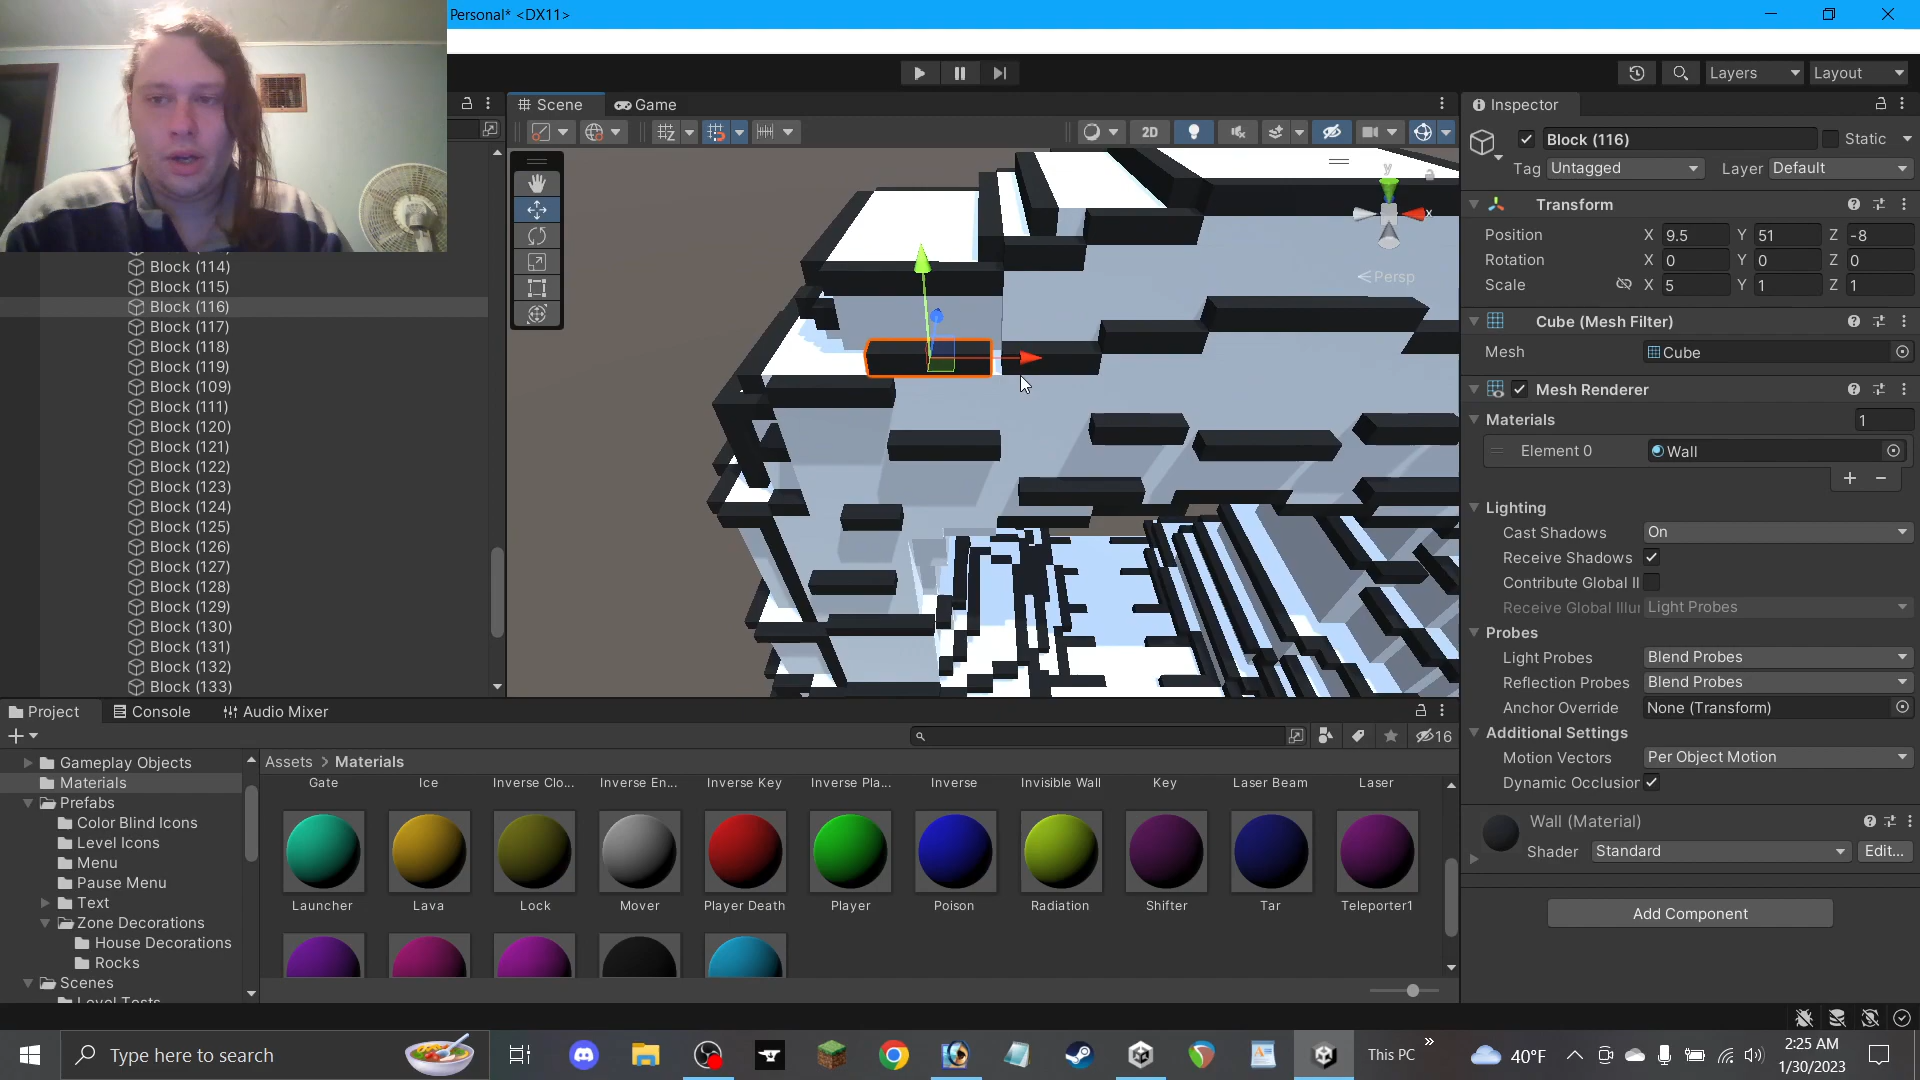 Personal* <DX11>
Layers
Layout
Scene
Game
Inspector
2D
Block (116)
Static
Tag
Untagged
Layer
Default
Transform
Position
X
9.5
Y
51
Z
-8
Rotation
X
0
Y
0
Z
0
Scale
X
5
Y
1
Z
1
y
x
Persp
Cube (Mesh Filter)
Mesh
Cube
Mesh Renderer
Materials
1
Element 0
Wall
Lighting
Cast Shadows
On
Receive Shadows
Contribute Global Il
Receive Global Illur
Light Probes
Probes
Light Probes
Blend Probes
Reflection Probes
Blend Probes
Anchor Override
None (Transform)
Additional Settings
Motion Vectors
Per Object Motion
Dynamic Occlusion
Wall (Material)
Shader
Standard
Edit...
Add Component
Block (114)
Block (115)
Block (116)
Block (117)
Block (118)
Block (119)
Block (109)
Block (111)
Block (120)
Block (121)
Block (122)
Block (123)
Block (124)
Block (125)
Block (126)
Block (127)
Block (128)
Block (129)
Block (130)
Block (131)
Block (132)
Block (133)
Project
Console
Audio Mixer
16
Gameplay Objects
Materials
Prefabs
Color Blind Icons
Level Icons
Menu
Pause Menu
Text
Zone Decorations
House Decorations
Rocks
Scenes
Level Tests
Assets > Materials
Gate
Ice
Inverse Clo...
Inverse En...
Inverse Key
Inverse Pla...
Inverse
Invisible Wall
Key
Laser Beam
Laser
Launcher
Lava
Lock
Mover
Player Death
Player
Poison
Radiation
Shifter
Tar
Teleporter1
Type here to search
This PC
40°F
2:25 AM
1/30/2023